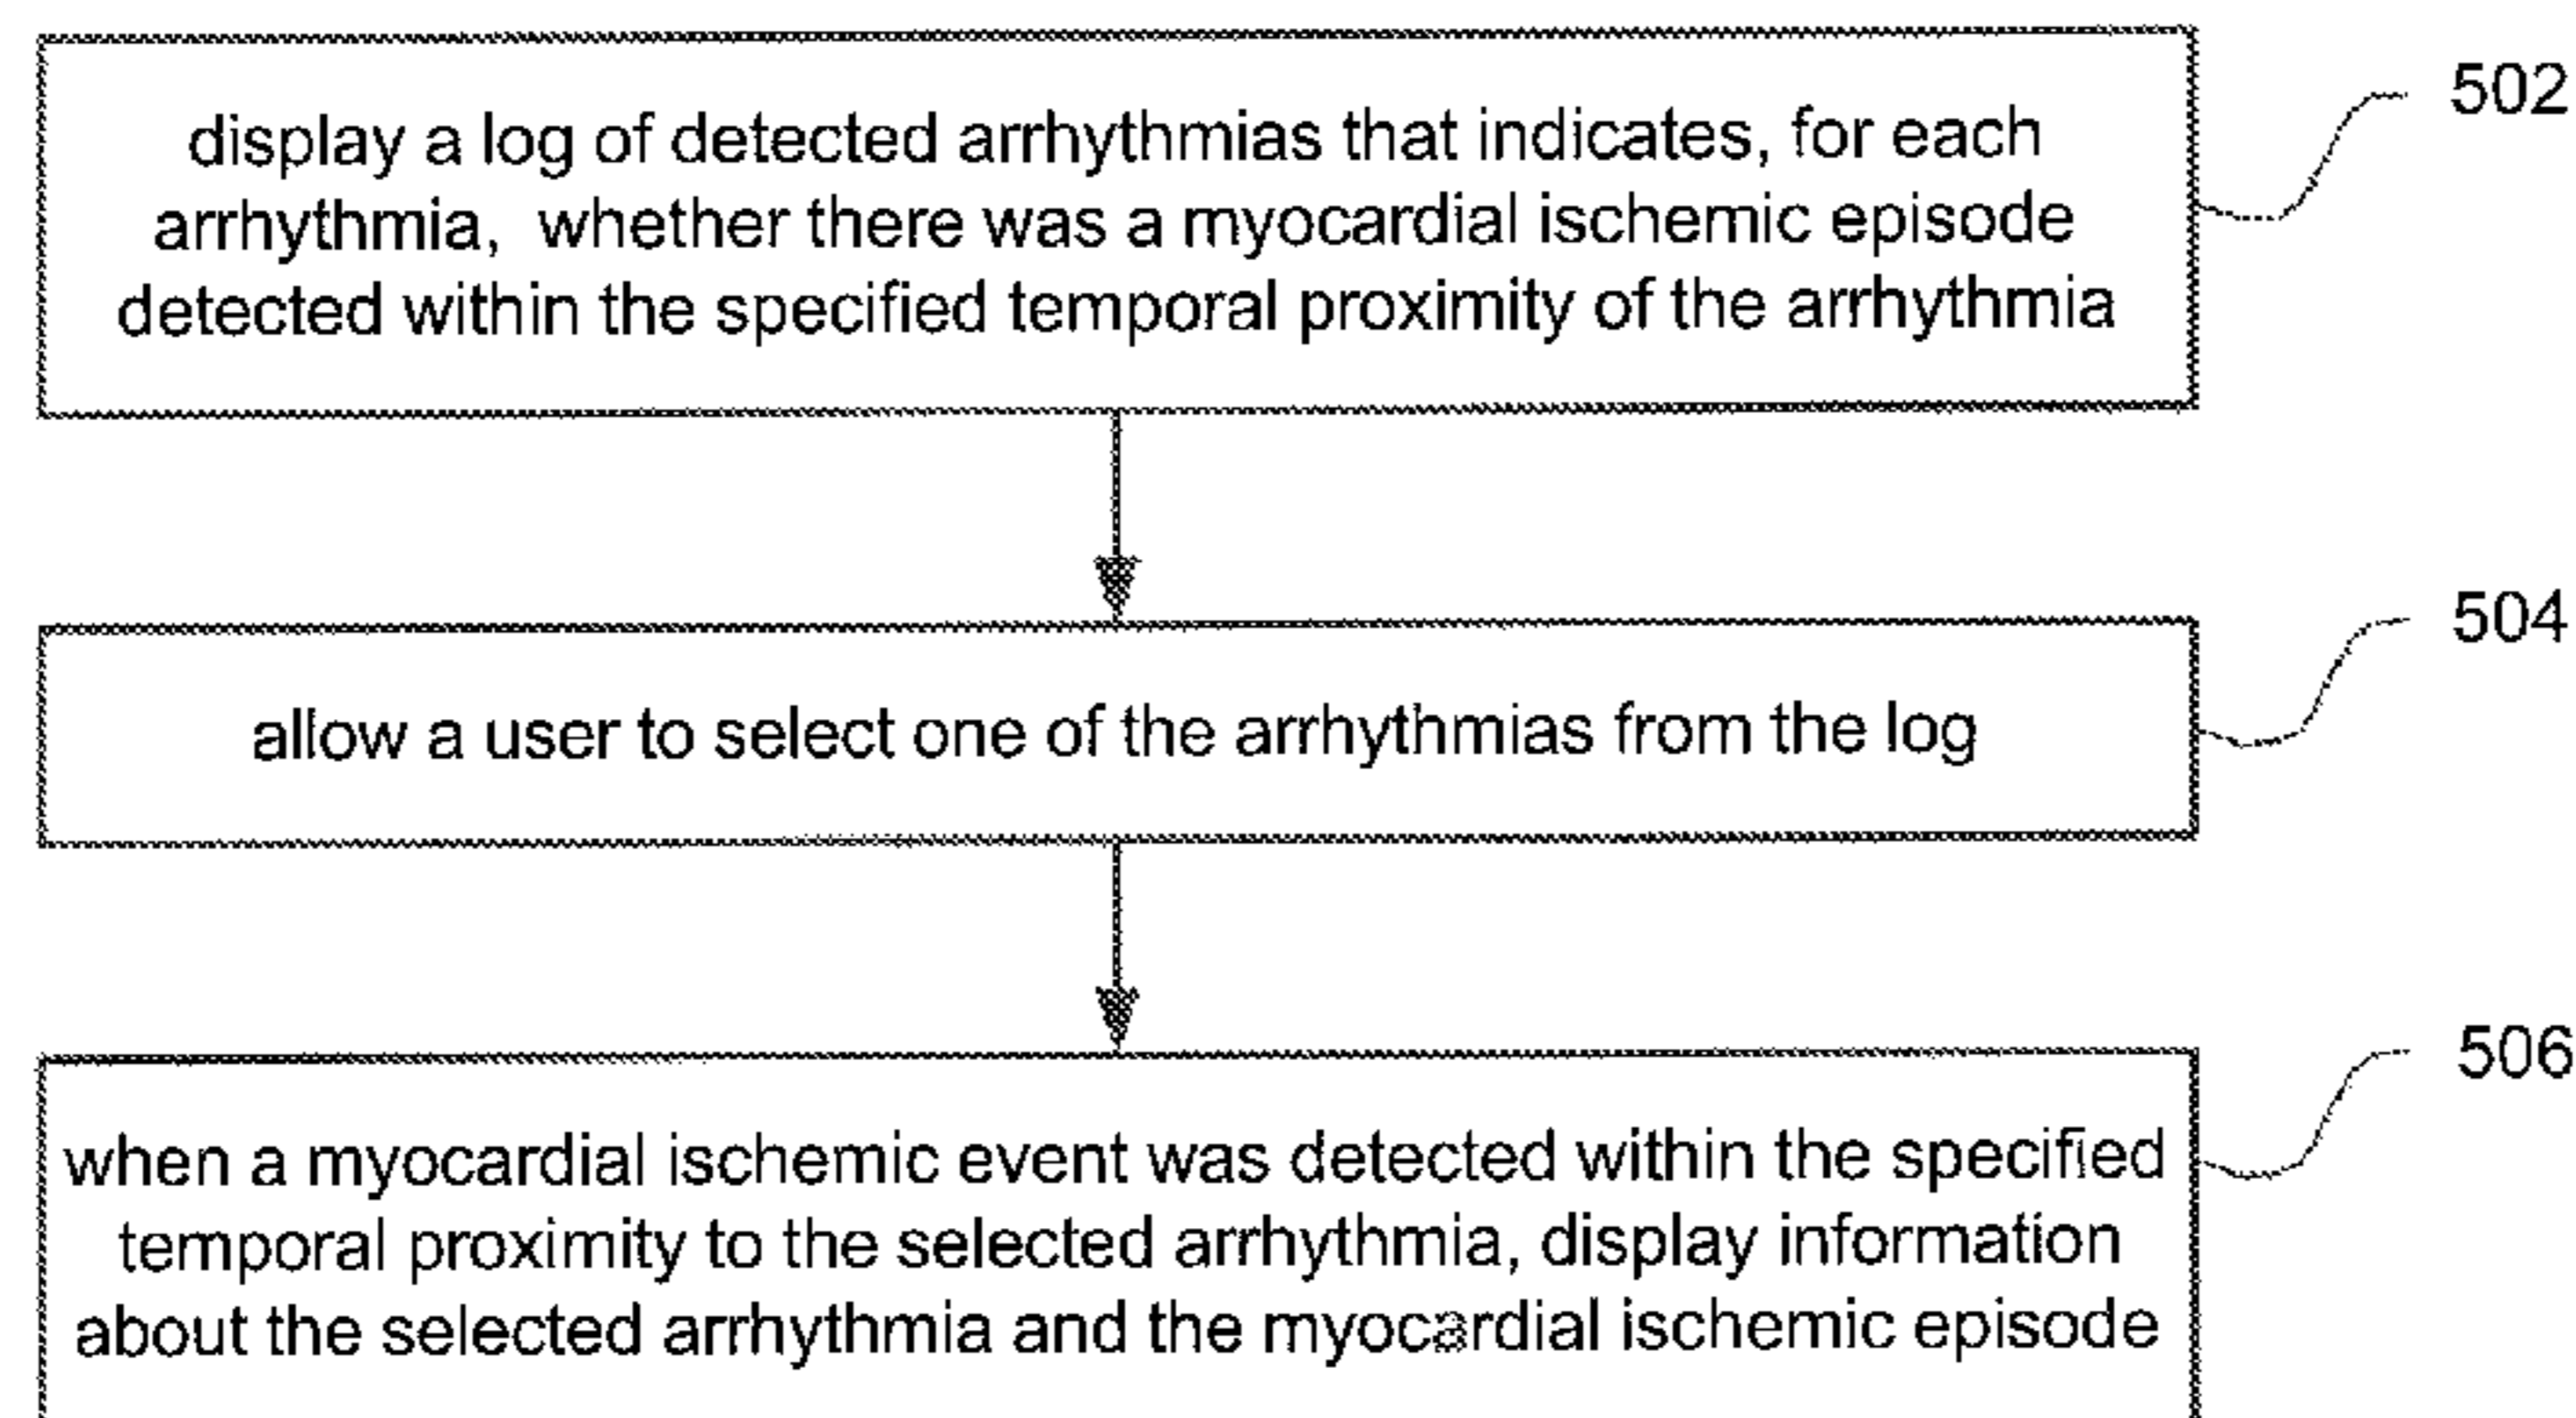 display a log of detected arrhythmias that indicates, for each
arrhythmia, whether there was a myocardial ischemic episode
detected within the specified temporal proximity of the arrhythmia
502
allow a user to select one of the arrhythmias from the log
504
when a myocardial ischemic event was detected within the specified
temporal proximity to the selected arrhythmia, display information
about the selected arrhythmia and the myocardial ischemic episode
506